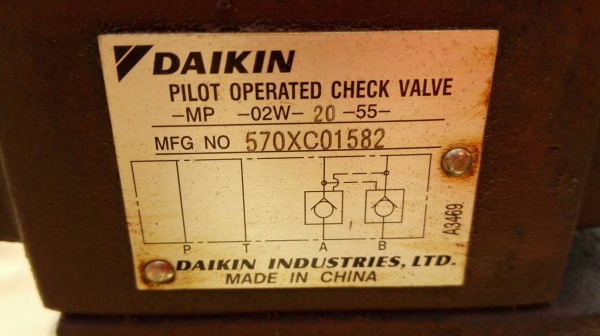 DAIKIN
PILOT OPERATED CHECK VALVE
-MP -02W- 20 -55-
MFG NO 570XC01582
P T A B
A3469
DAIKIN INDUSTRIES, LTD.
MADE IN CHINA